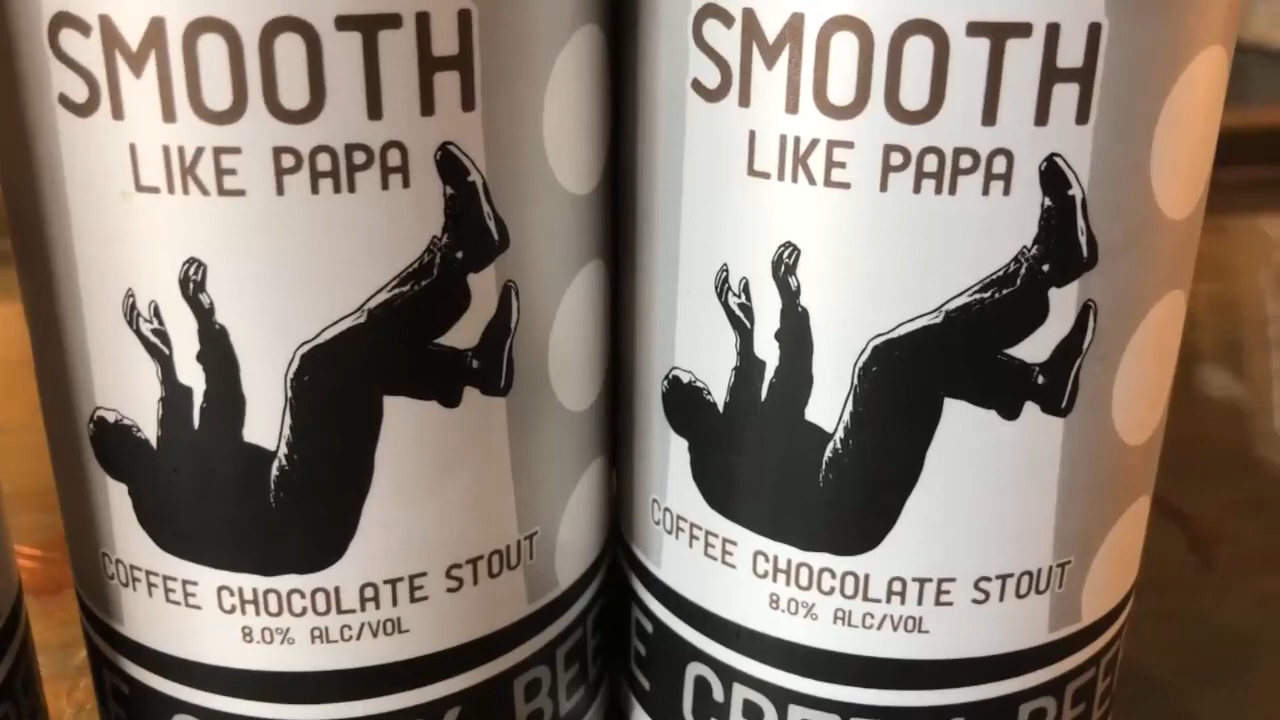 SMOOTH
LIKE PAPA
COFFEE CHOCOLATE STOUT
8.0% ALC/VOL
SMOOTH
LIKE PAPA
COFFEE CHOCOLATE STOUT
8.0% ALC/VOL